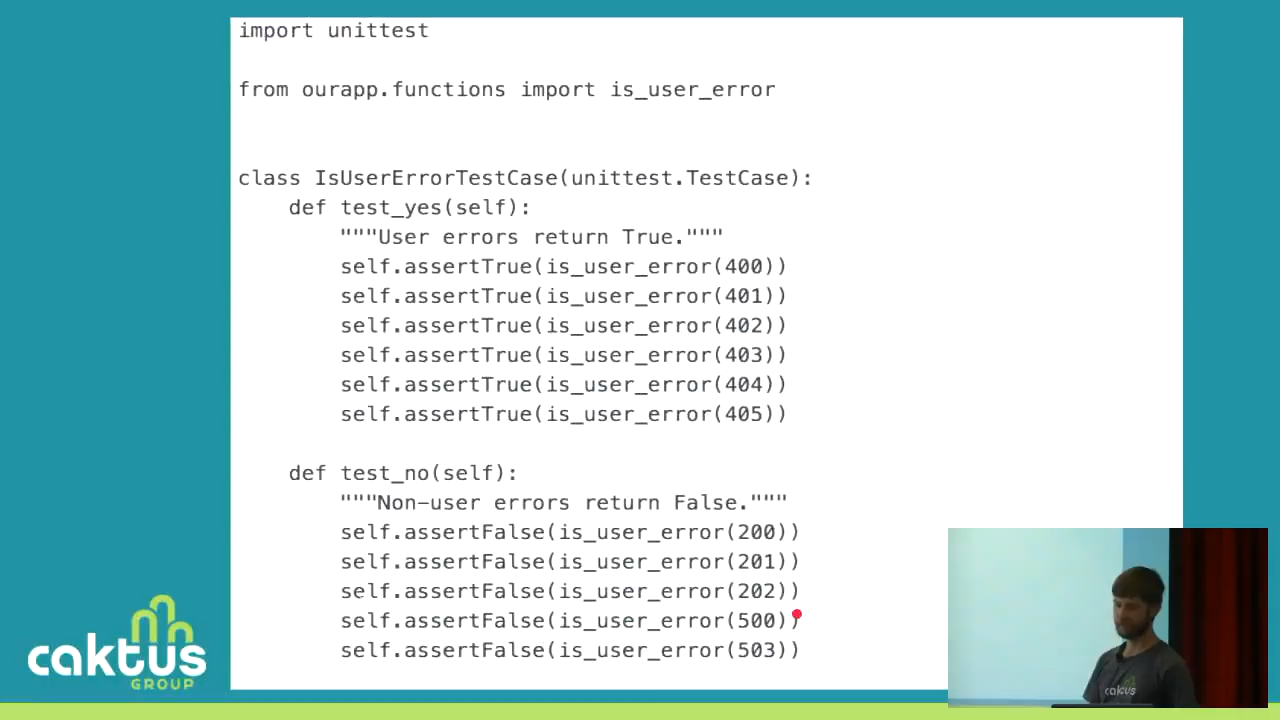 import unittest
from ourapp.functions import is_user_error
class IsUserErrorTestCase(unittest.TestCase):
    def test_yes(self):
        """User errors return True."""
        self.assertTrue(is_user_error(400))
        self.assertTrue(is_user_error(401))
        self.assertTrue(is_user_error(402))
        self.assertTrue(is_user_error(403))
        self.assertTrue(is_user_error(404))
        self.assertTrue(is_user_error(405))
    def test_no(self):
        """Non-user errors return False."""
        self.assertFalse(is_user_error(200))
        self.assertFalse(is_user_error(201))
        self.assertFalse(is_user_error(202))
        self.assertFalse(is_user_error(500))
        self.assertFalse(is_user_error(503))
caktus
GROUP
caktus